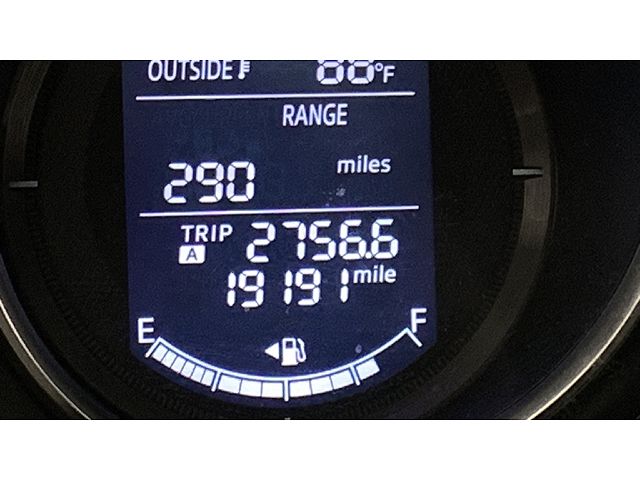 OUTSIDE °F
RANGE
290 miles
TRIP A 2756.6
19191 mile
E F